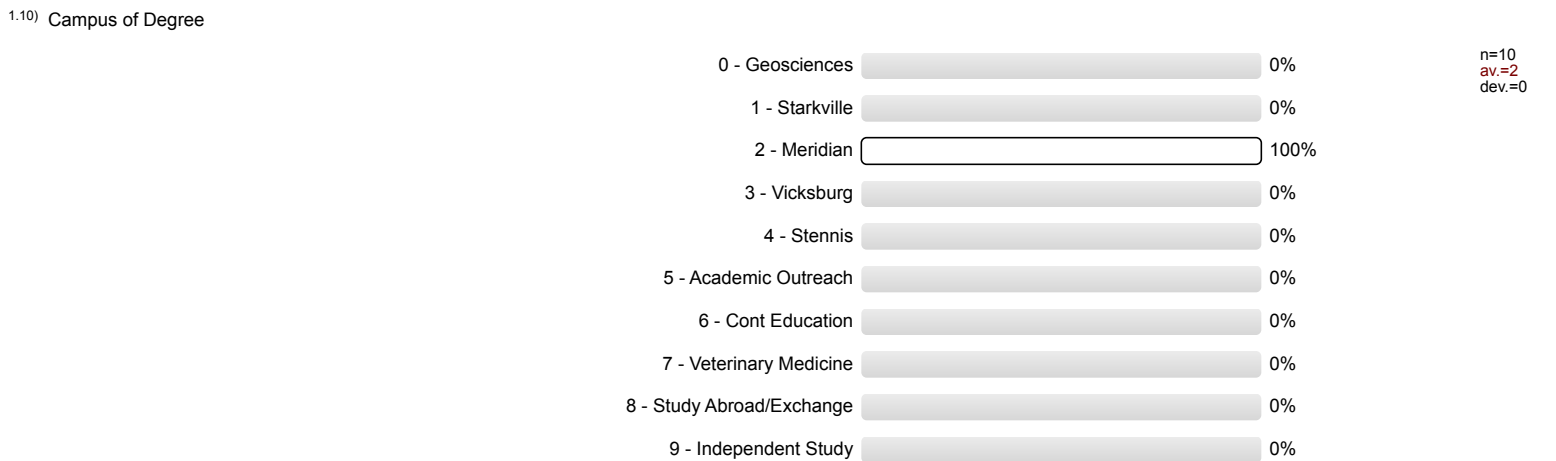 1.10) Campus of Degree
0 - Geosciences 0%
n=10
av.=2
dev.=0
1 - Starkville 0%
2 - Meridian 100%
3 - Vicksburg 0%
4 - Stennis 0%
5 - Academic Outreach 0%
6 - Cont Education 0%
7 - Veterinary Medicine 0%
8 - Study Abroad/Exchange 0%
9 - Independent Study 0%